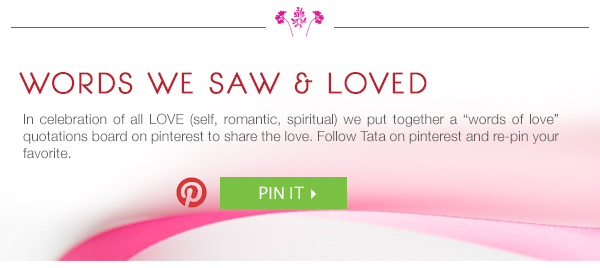 WORDS WE SAW & LOVED
In celebration of all LOVE (self, romantic, spiritual) we put together a “words of love”
quotations board on pinterest to share the love. Follow Tata on pinterest and re-pin your
favorite.
PIN IT